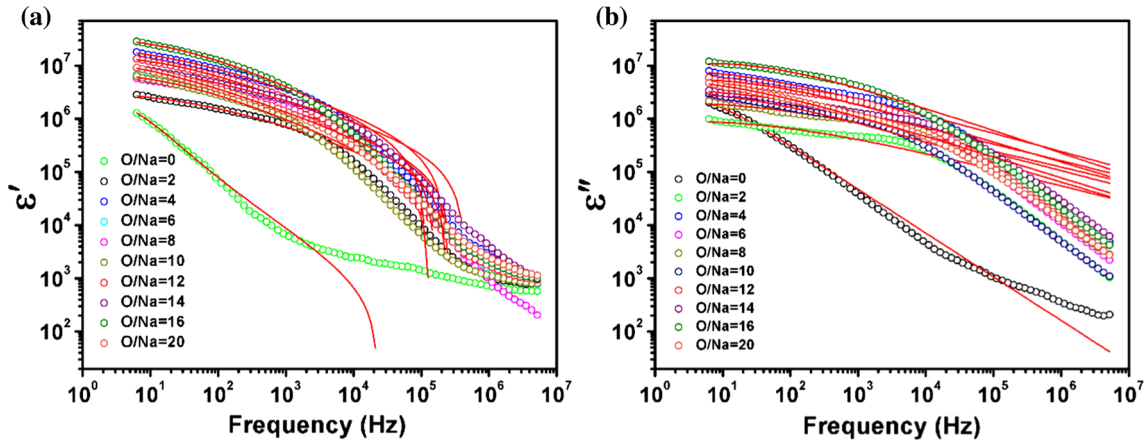 (a)
10⁷
10⁶
10⁵
10⁴
10³
10²
ε′
O/Na=0
O/Na=2
O/Na=4
O/Na=6
O/Na=8
O/Na=10
O/Na=12
O/Na=14
O/Na=16
O/Na=20
10⁰ 10¹ 10² 10³ 10⁴ 10⁵ 10⁶ 10⁷
Frequency (Hz)
(b)
10⁷
10⁶
10⁵
10⁴
10³
10²
ε″
O/Na=0
O/Na=2
O/Na=4
O/Na=6
O/Na=8
O/Na=10
O/Na=12
O/Na=14
O/Na=16
O/Na=20
10⁰ 10¹ 10² 10³ 10⁴ 10⁵ 10⁶ 10⁷
Frequency (Hz)